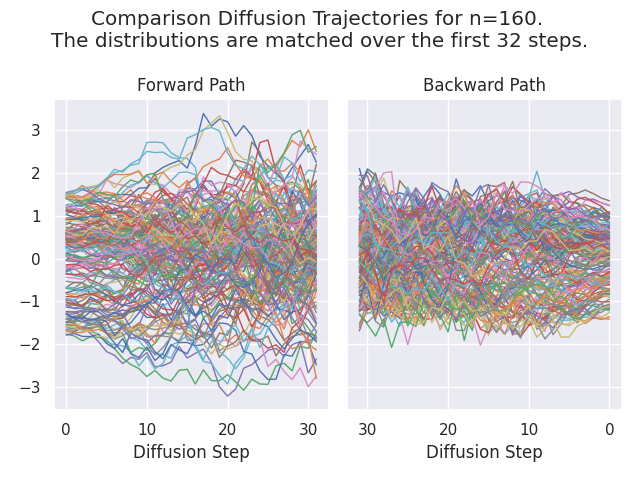 Comparison Diffusion Trajectories for n=160.
The distributions are matched over the first 32 steps.
Forward Path
Backward Path
3
2
1
0
−1
−2
−3
0 10 20 30
30 20 10 0
Diffusion Step
Diffusion Step